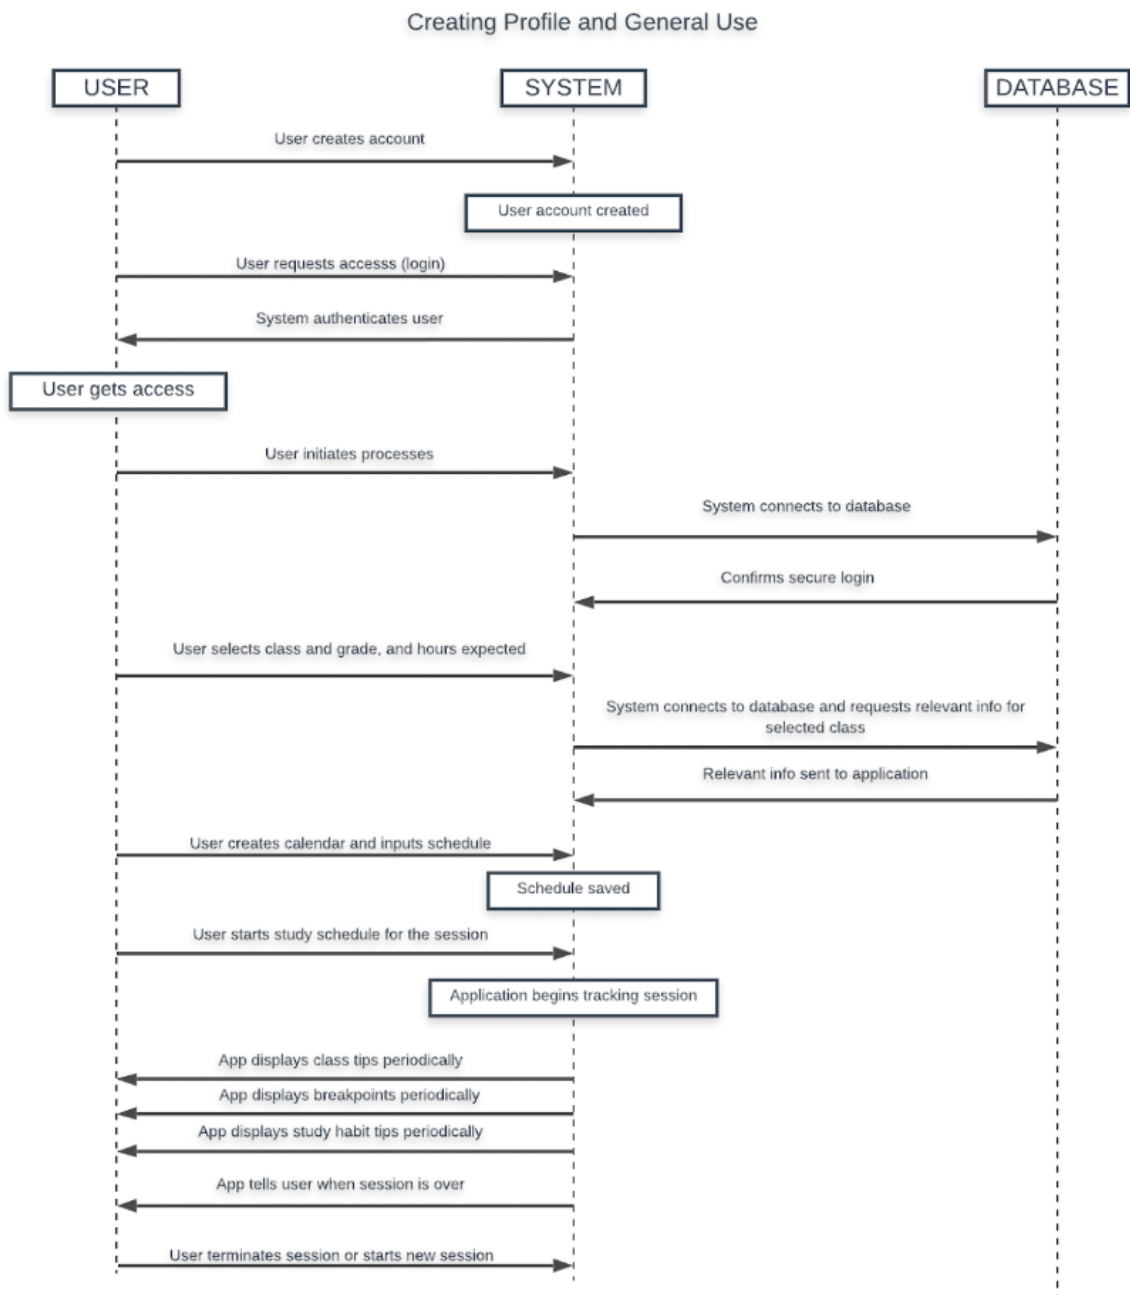 Creating Profile and General Use
USER
SYSTEM
DATABASE
User creates account
User account created
User requests accesss (login)
System authenticates user
User gets access
User initiates processes
System connects to database
Confirms secure login
User selects class and grade, and hours expected
System connects to database and requests relevant info for
selected class
Relevant info sent to application
User creates calendar and inputs schedule
Schedule saved
User starts study schedule for the session
Application begins tracking session
App displays class tips periodically
App displays breakpoints periodically
App displays study habit tips periodically
App tells user when session is over
User terminates session or starts new session